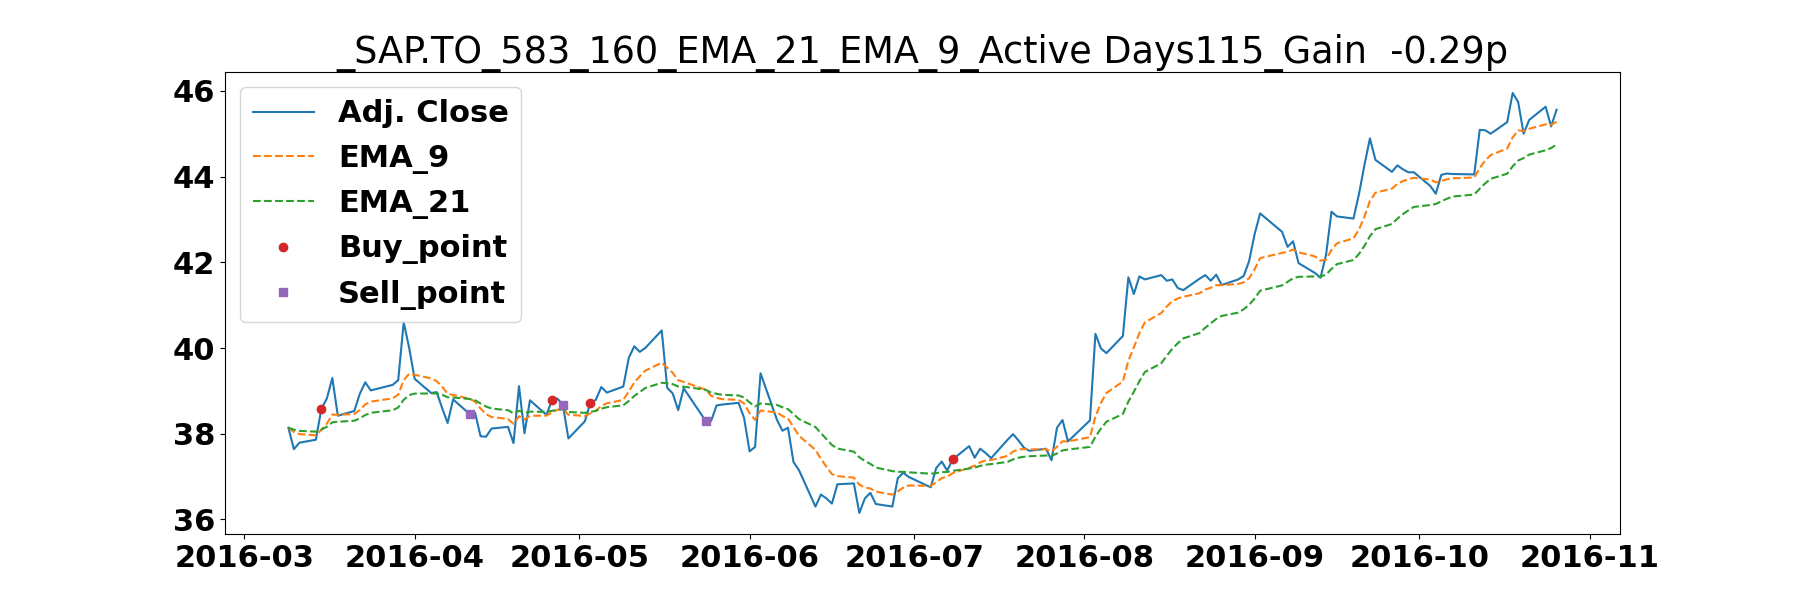 _SAP.TO_583_160_EMA_21_EMA_9_Active Days115_Gain  -0.29p
46
44
42
40
38
36
Adj. Close
EMA_9
EMA_21
Buy_point
Sell_point
2016-03 2016-04 2016-05 2016-06 2016-07 2016-08 2016-09 2016-10 2016-11